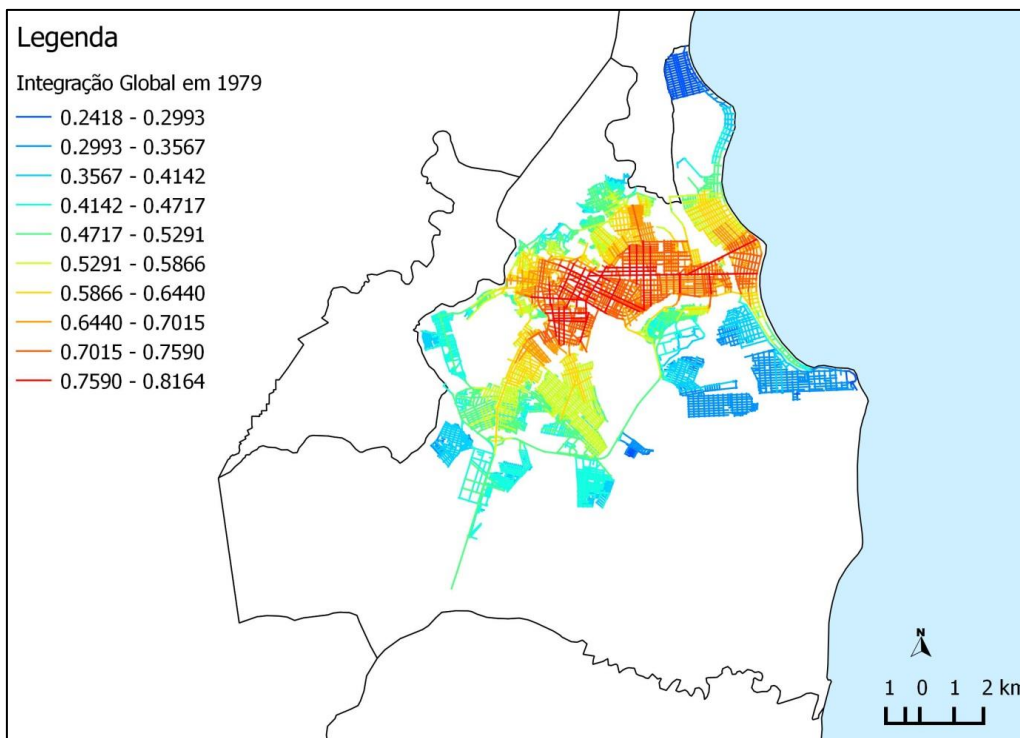 Legenda
Integração Global em 1979
0.2418 - 0.2993
0.2993 - 0.3567
0.3567 - 0.4142
0.4142 - 0.4717
0.4717 - 0.5291
0.5291 - 0.5866
0.5866 - 0.6440
0.6440 - 0.7015
0.7015 - 0.7590
0.7590 - 0.8164
N
1 0 1 2 km